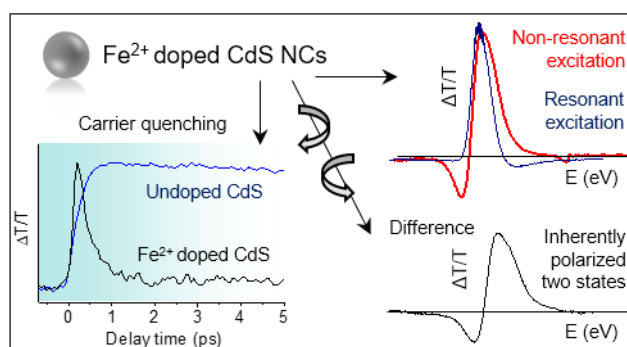 Fe²⁺ doped CdS NCs
Carrier quenching
ΔT/T
Undoped CdS
Fe²⁺ doped CdS
0 1 2 3 4 5
Delay time (ps)
Non-resonant
excitation
ΔT/T
Resonant
excitation
E (eV)
Difference
ΔT/T
Inherently
polarized
two states
E (eV)